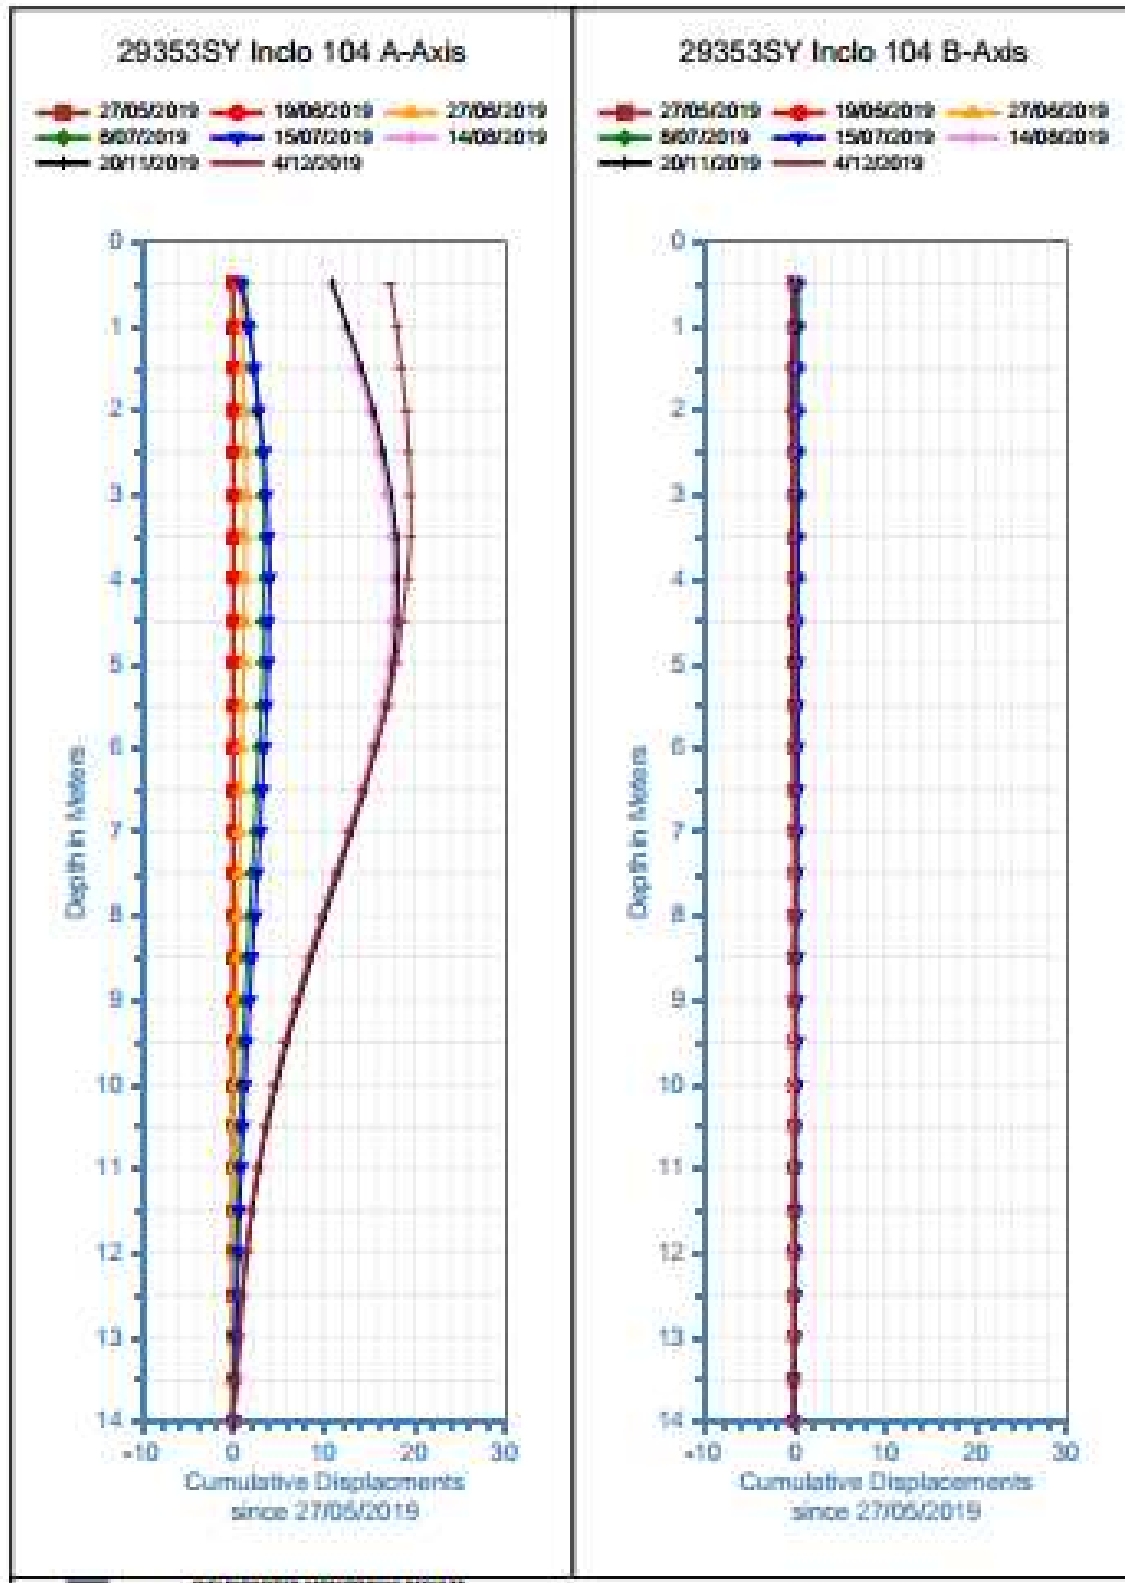 29353SY Inclo 104 A-Axis
27/05/2019 19/06/2019 27/06/2019
8/07/2019 15/07/2019 14/08/2019
20/11/2019 4/12/2019
0
1
2
3
4
5
6
7
8
9
10
11
12
13
14
Depth in Meters
-10 0 10 20 30
Cumulative Displacments
since 27/05/2019
29353SY Inclo 104 B-Axis
27/05/2019 19/06/2019 27/06/2019
8/07/2019 15/07/2019 14/08/2019
20/11/2019 4/12/2019
0
1
2
3
4
5
6
7
8
9
10
11
12
13
14
Depth in Meters
-10 0 10 20 30
Cumulative Displacements
since 27/05/2019